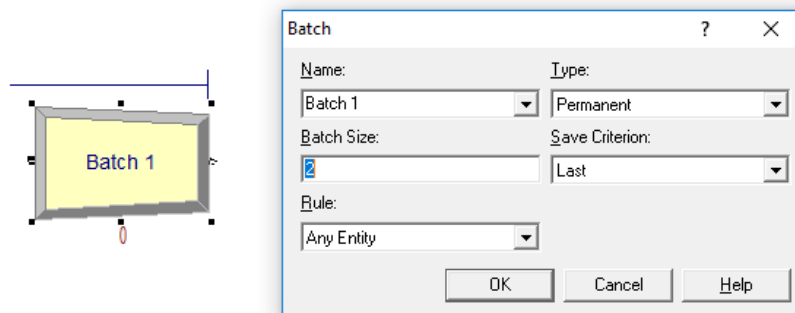 Batch 1
0
Batch ? X
Name: Type:
Batch 1 Permanent
Batch Size: Save Criterion:
2 Last
Rule:
Any Entity
OK Cancel Help